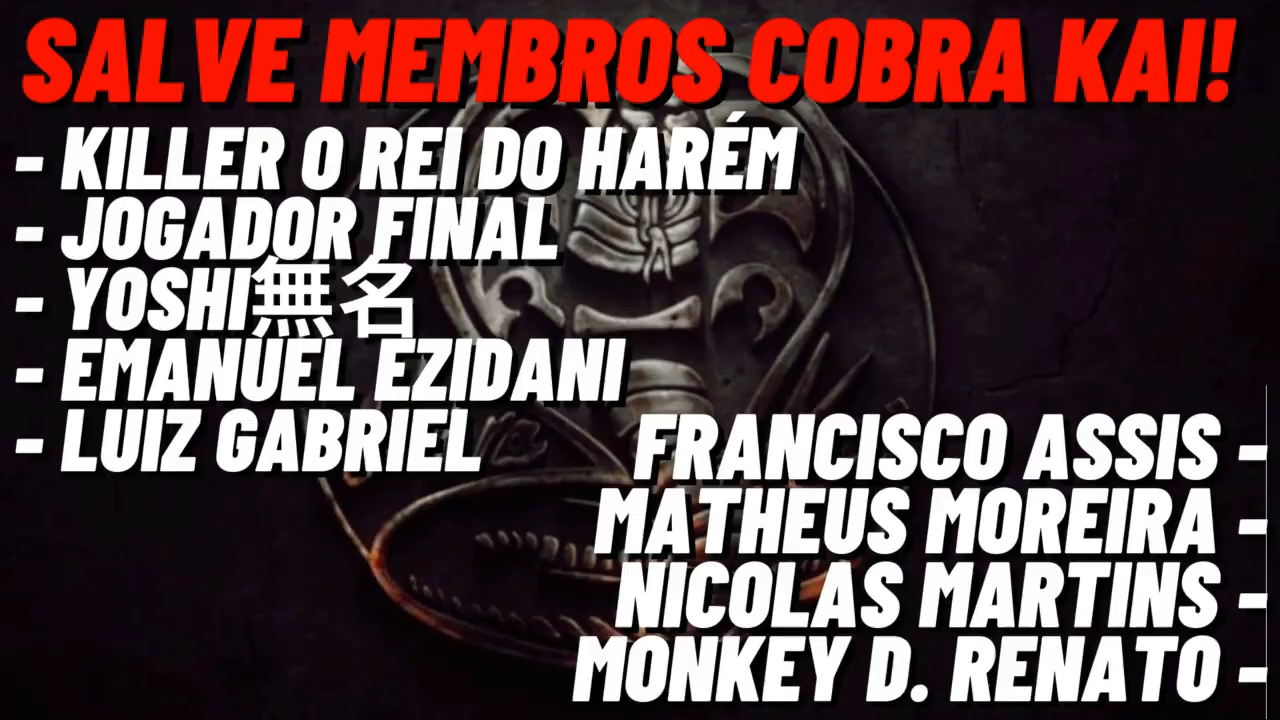 SALVE MEMBROS COBRA KAI!
- KILLER O REI DO HARÉM
- JOGADOR FINAL
- YOSHI無名
- EMANUEL EZIDANI
- LUIZ GABRIEL
FRANCISCO ASSIS -
MATHEUS MOREIRA -
NICOLAS MARTINS -
MONKEY D. RENATO -